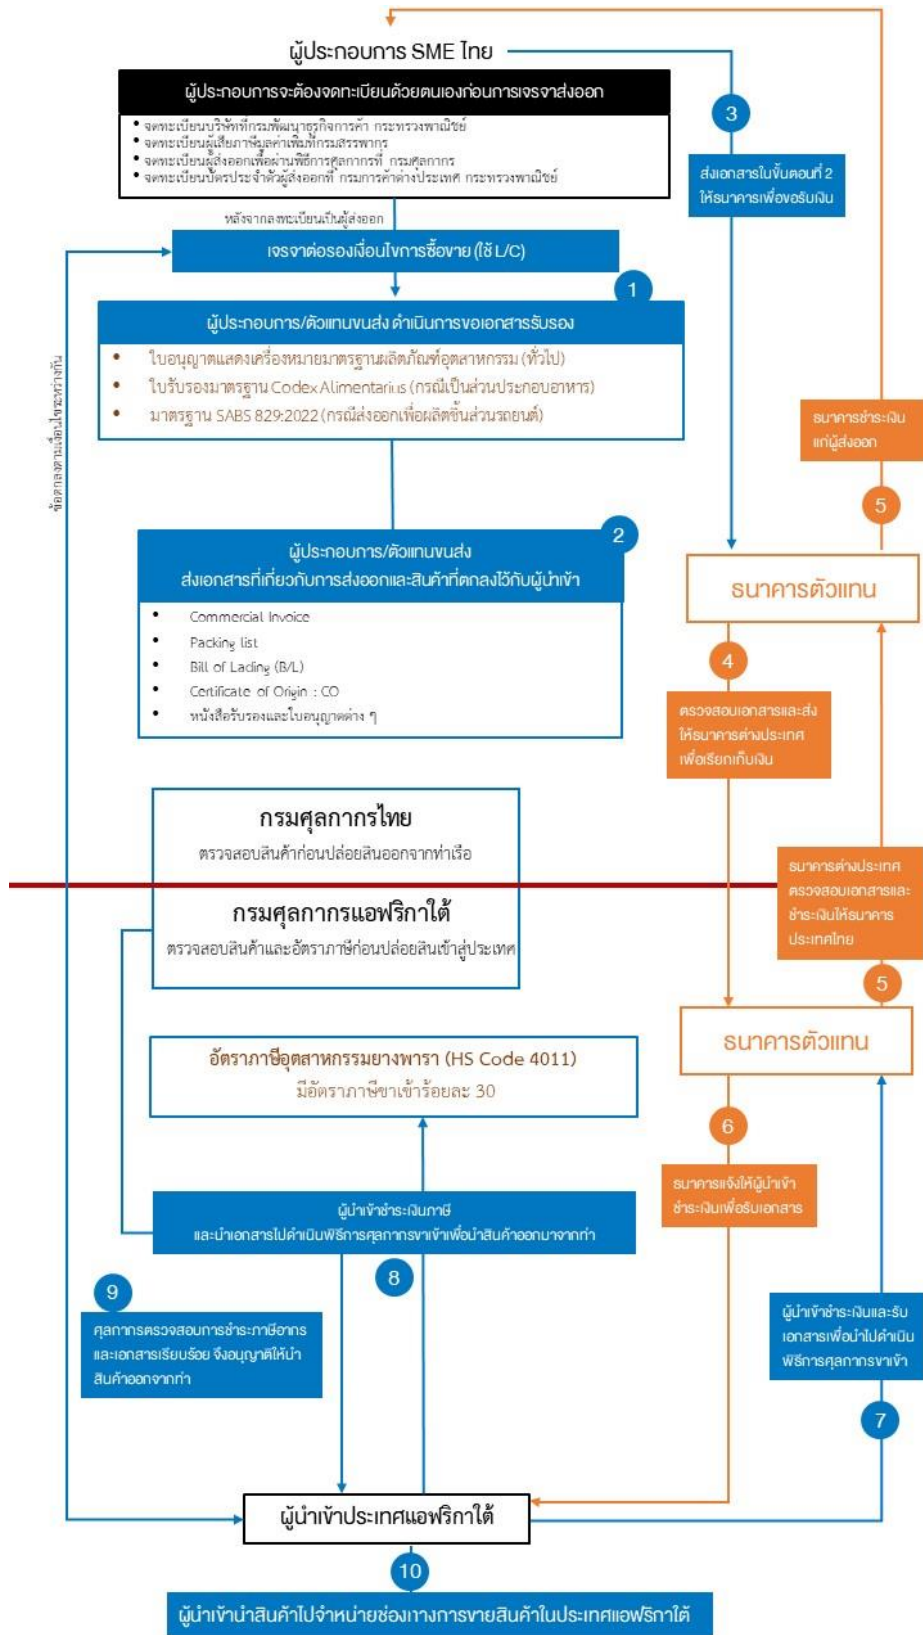 ผู้ประกอบการ SME ไทย
ผู้ประกอบการจะต้องจดทะเบียนด้วยตนเองก่อนการเจรจาส่งออก
• จดทะเบียนบริษัทที่กรมพัฒนาธุรกิจการค้า กระทรวงพาณิชย์
• จดทะเบียนผู้เสียภาษีมูลค่าเพิ่มที่กรมสรรพากร
• จดทะเบียนผู้ส่งออกเพื่อผ่านพิธีการศุลกากรที่ กรมศุลกากร
• จดทะเบียนบัตรประจำตัวผู้ส่งออกที่ กรมการค้าต่างประเทศ กระทรวงพาณิชย์
3
ส่งเอกสารในขั้นตอนที่ 2
ให้ธนาคารเพื่อขอรับเงิน
หลังจากลงทะเบียนเป็นผู้ส่งออก
เจรจาต่อรองเงื่อนไขการซื้อขาย (ใช้ L/C)
1
ผู้ประกอบการ/ตัวแทนขนส่ง ดำเนินการขอเอกสารรับรอง
• ใบอนุญาตแสดงเครื่องหมายมาตรฐานผลิตภัณฑ์อุตสาหกรรม (ทั่วไป)
• ใบรับรองมาตรฐาน Codex Alimentarius (กรณีเป็นส่วนประกอบอาหาร)
• มาตรฐาน SABS 829:2022 (กรณีส่งออกเพื่อผลิตชิ้นส่วนรถยนต์)
ข้อตกลงตามเงื่อนไขระหว่างกัน
ธนาคารชำระเงิน
แก่ผู้ส่งออก
5
2
ผู้ประกอบการ/ตัวแทนขนส่ง
ส่งเอกสารที่เกี่ยวกับการส่งออกและสินค้าที่ตกลงไว้กับผู้นำเข้า
• Commercial Invoice
• Packing list
• Bill of Lading (B/L)
• Certificate of Origin : CO
• หนังสือรับรองและใบอนุญาตต่าง ๆ
ธนาคารตัวแทน
4
ตรวจสอบเอกสารและส่ง
ให้ธนาคารต่างประเทศ
เพื่อเรียกเก็บเงิน
กรมศุลกากรไทย
ตรวจสอบสินค้าก่อนปล่อยสินออกจากท่าเรือ
กรมศุลกากรแอฟริกาใต้
ตรวจสอบสินค้าและอัตราภาษีก่อนปล่อยสินเข้าสู่ประเทศ
ธนาคารต่างประเทศ
ตรวจสอบเอกสารและ
ชำระเงินให้ธนาคาร
ประเทศไทย
5
ธนาคารตัวแทน
อัตราภาษีอุตสาหกรรมยางพารา (HS Code 4011)
มีอัตราภาษีขาเข้าร้อยละ 30
6
ธนาคารแจ้งให้ผู้นำเข้า
ชำระเงินเพื่อรับเอกสาร
ผู้นำเข้าชำระเงินภาษี
และนำเอกสารไปดำเนินพิธีการศุลกากรขาเข้าเพื่อนำสินค้าออกมาจากท่า
8
9
ศุลกากรตรวจสอบการชำระภาษีอากร
และเอกสารเรียบร้อย จึงอนุญาติให้นำ
สินค้าออกจากท่า
ผู้นำเข้าชำระเงินและรับ
เอกสารเพื่อนำไปดำเนิน
พิธีการศุลกากรขาเข้า
7
ผู้นำเข้าประเทศแอฟริกาใต้
10
ผู้นำเข้านำสินค้าไปจำหน่ายช่องทางการขายสินค้าในประเทศแอฟริกาใต้